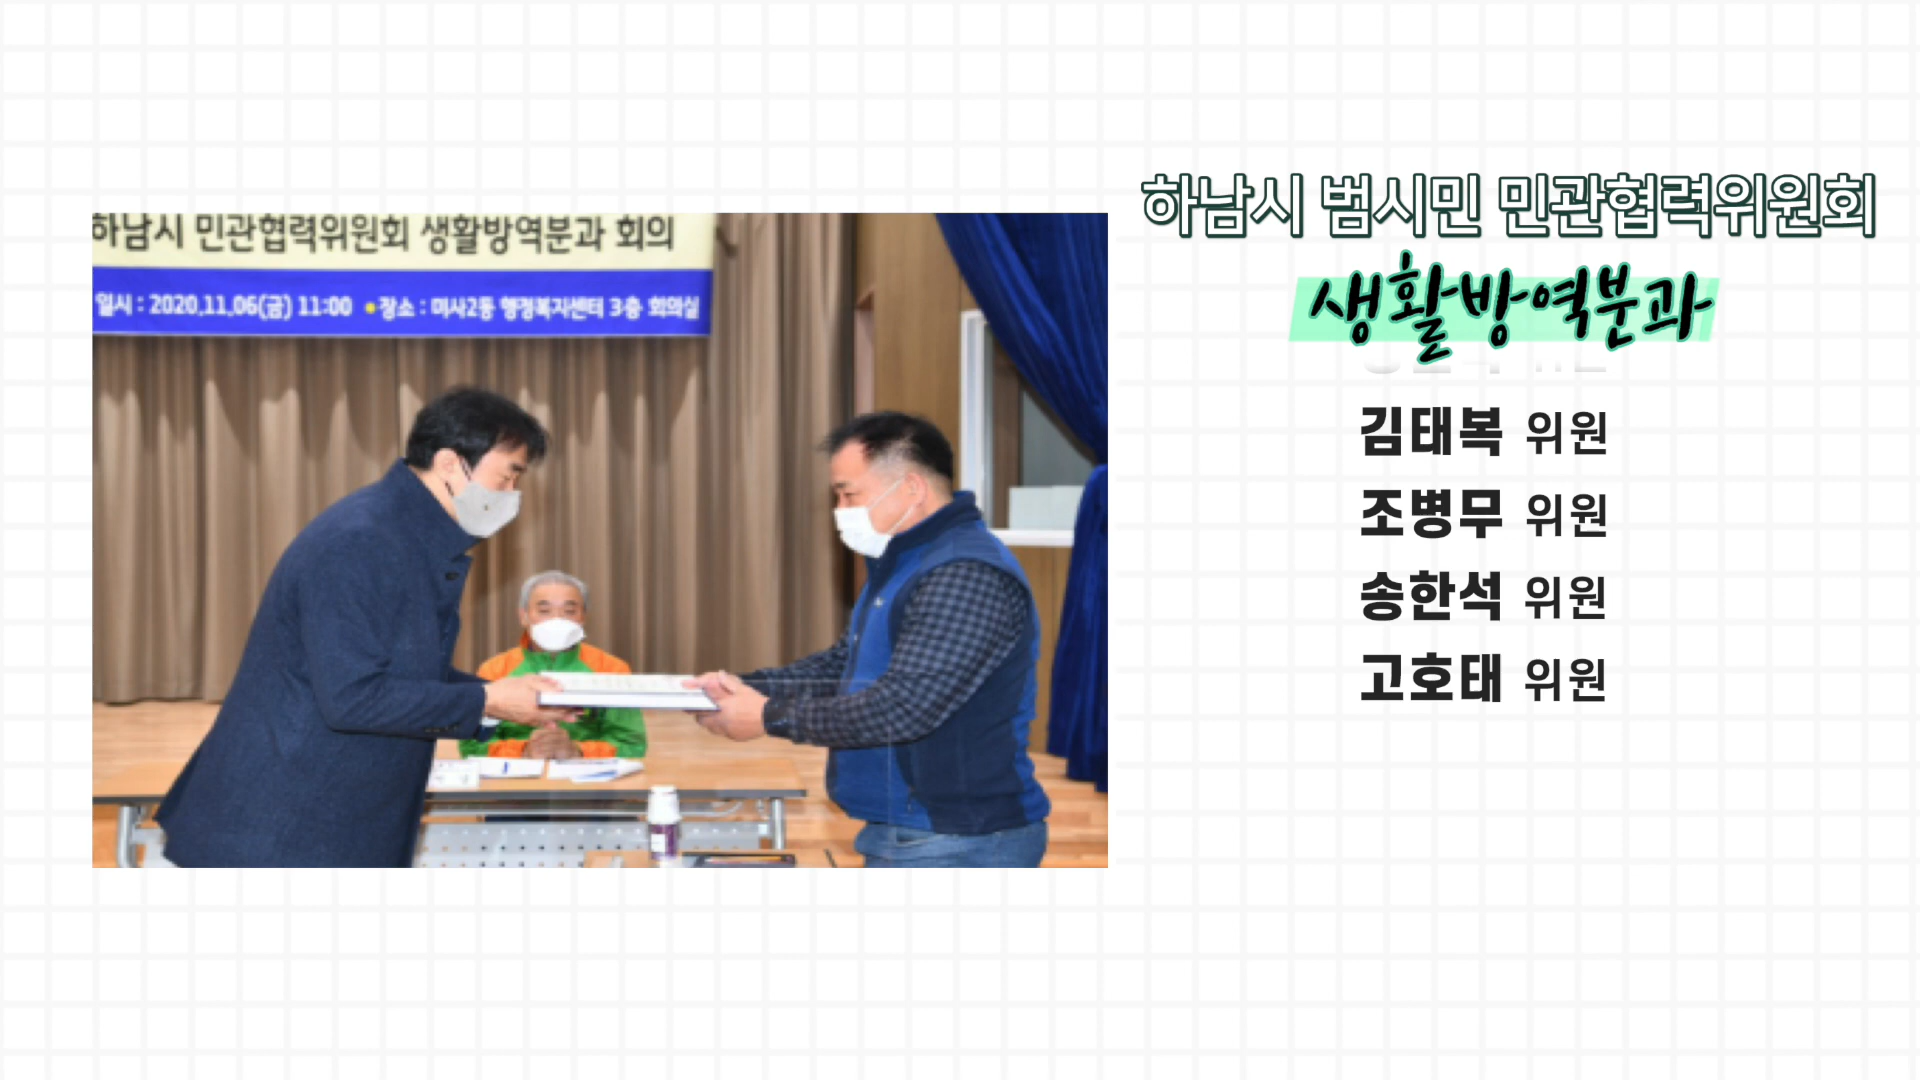 하남시 민관협력위원회 생활방역분과 회의
일시 : 2020.11.06(금) 11:00 ●장소 : 미사2동 행정복지센터 3층 회의실
하남시 범시민 민관협력위원회
생활방역분과
김태복 위원
조병무 위원
송한석 위원
고호태 위원